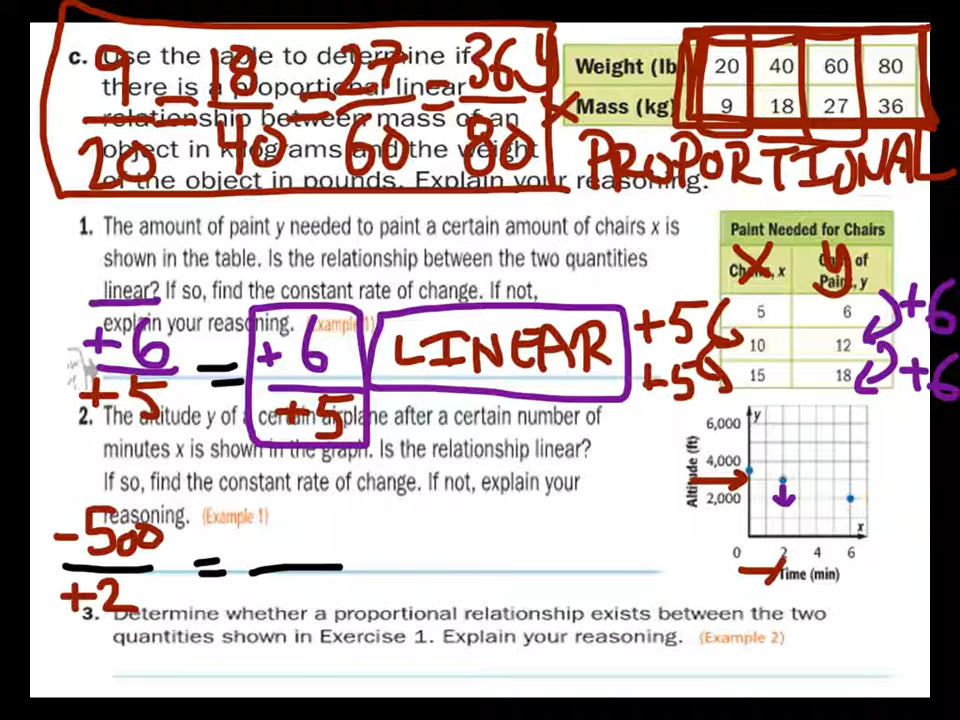 c. Use the table to determine if
there is a proportional linear
relationship between mass of an
object in kilograms and the weight
of the object in pounds. Explain your reasoning.
9/20 = 18/40 = 27/60 = 36/80
y
x
Weight (lb) 20 40 60 80
Mass (kg) 9 18 27 36
PROPORTIONAL
1. The amount of paint y needed to paint a certain amount of chairs x is
shown in the table. Is the relationship between the two quantities
linear? If so, find the constant rate of change. If not,
explain your reasoning. (Example 1)
+6/+5 = +6/+5
LINEAR
Paint Needed for Chairs
x y
Chairs, x Cans of Paint, y
5 6
10 12
15 18
+5 +6
+5 +6
2. The altitude y of a certain airplane after a certain number of
minutes x is shown in the graph. Is the relationship linear?
If so, find the constant rate of change. If not, explain your
reasoning. (Example 1)
-500/+2 =
Altitude (ft)
y
6,000
4,000
2,000
x
0 2 4 6
Time (min)
3. Determine whether a proportional relationship exists between the two
quantities shown in Exercise 1. Explain your reasoning. (Example 2)